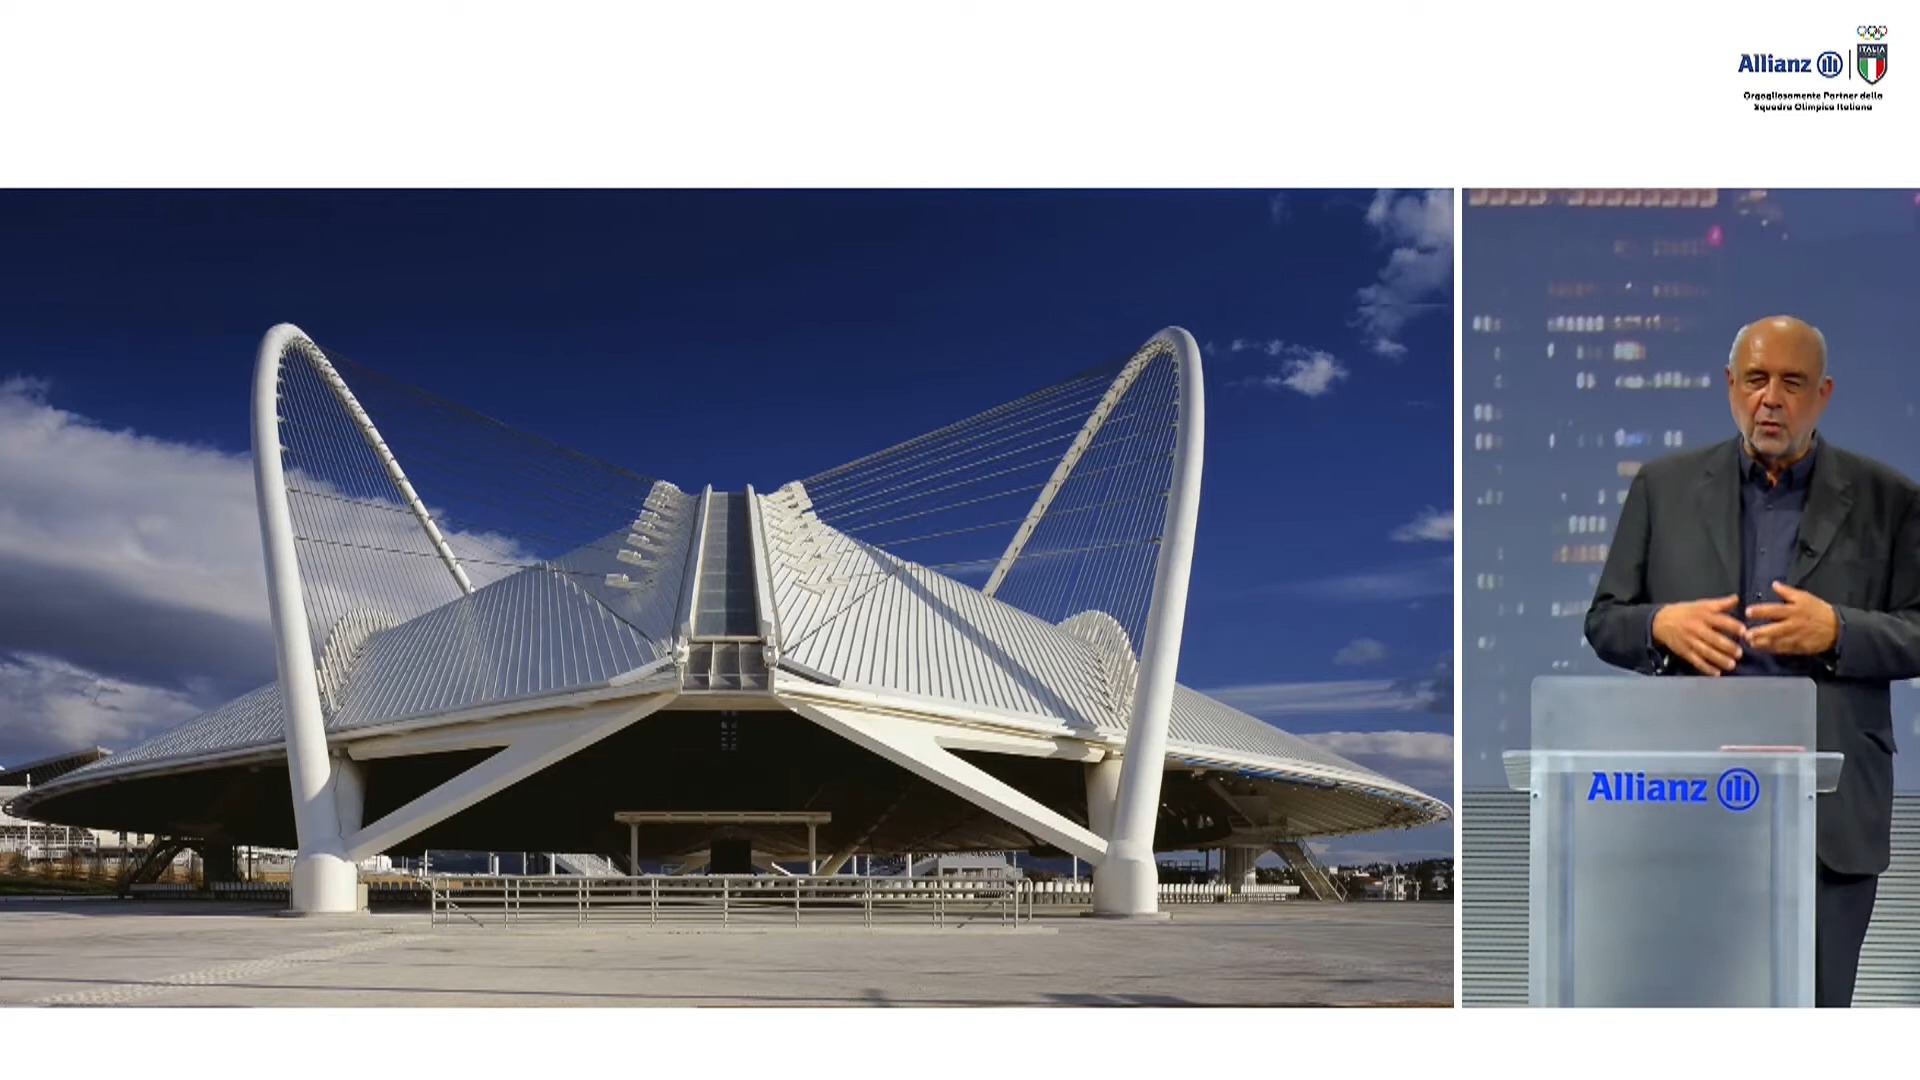 Allianz
ITALIA
Orgogliosamente Partner della
Squadra Olimpica Italiana
Allianz